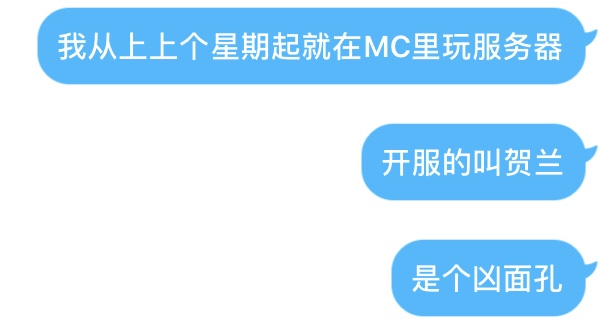 我从上上个星期起就在MC里玩服务器
开服的叫贺兰
是个凶面孔